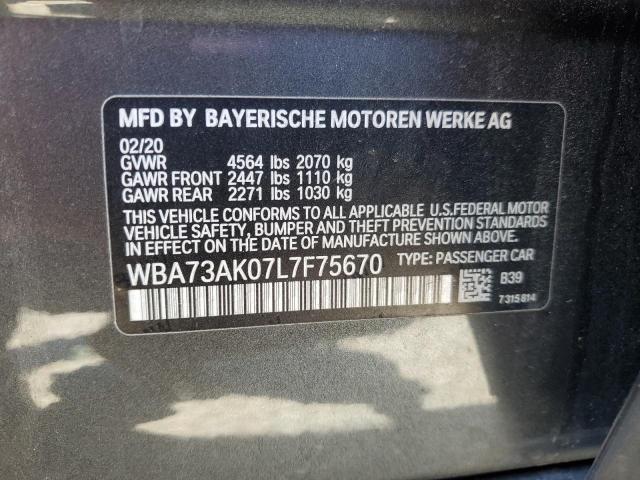 MFD BY BAYERISCHE MOTOREN WERKE AG
02/20
GVWR 4564 lbs 2070 kg
GAWR FRONT 2447 lbs 1110 kg
GAWR REAR 2271 lbs 1030 kg
THIS VEHICLE CONFORMS TO ALL APPLICABLE U.S.FEDERAL MOTOR
VEHICLE SAFETY, BUMPER, AND THEFT PREVENTION STANDARDS
IN EFFECT ON THE DATE OF MANUFACTURE SHOWN ABOVE.
WBA73AK07L7F75670 TYPE: PASSENGER CAR
B39
7315814